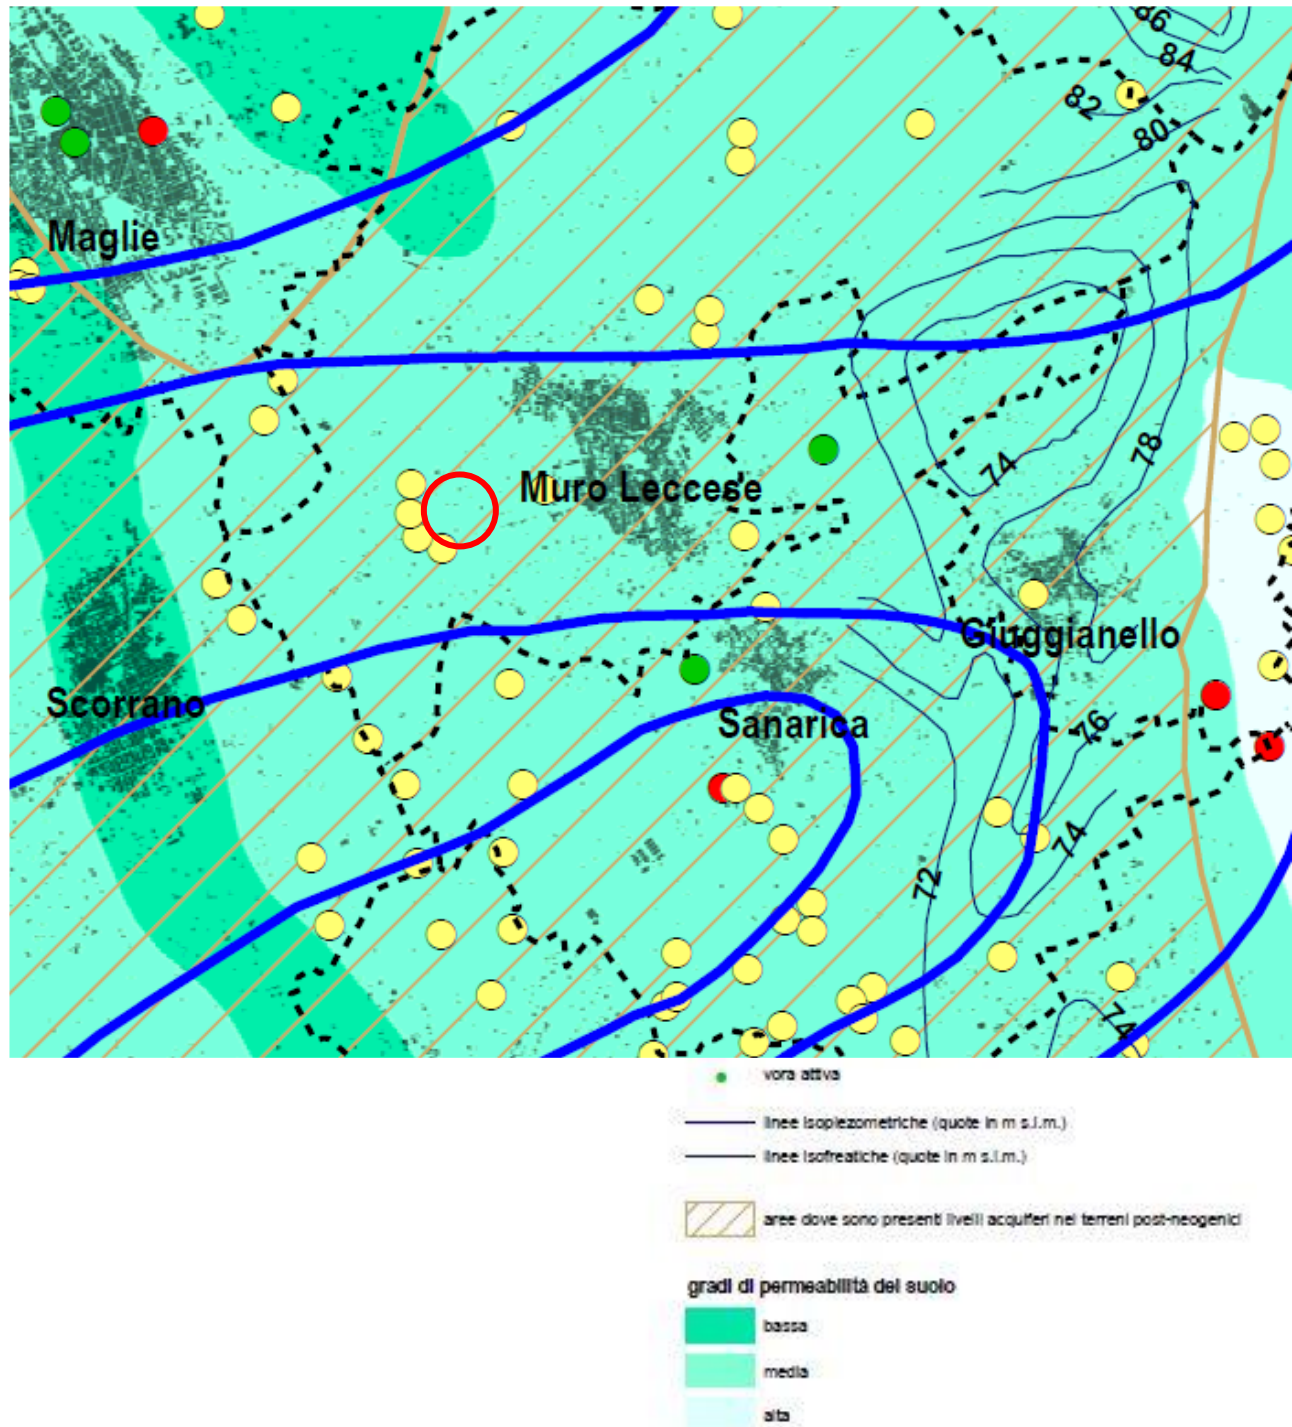 86
84
82
80
Maglie
78
74
Muro Leccese
Giuggianello
Scorrano
Sanarica
76
74
72
74
vora attiva
linee isopiezometriche (quote in m s.l.m.)
linee isofreatiche (quote in m s.l.m.)
aree dove sono presenti livelli acquiferi nei terreni post-neogenici
gradi di permeabilità del suolo
bassa
media
alta